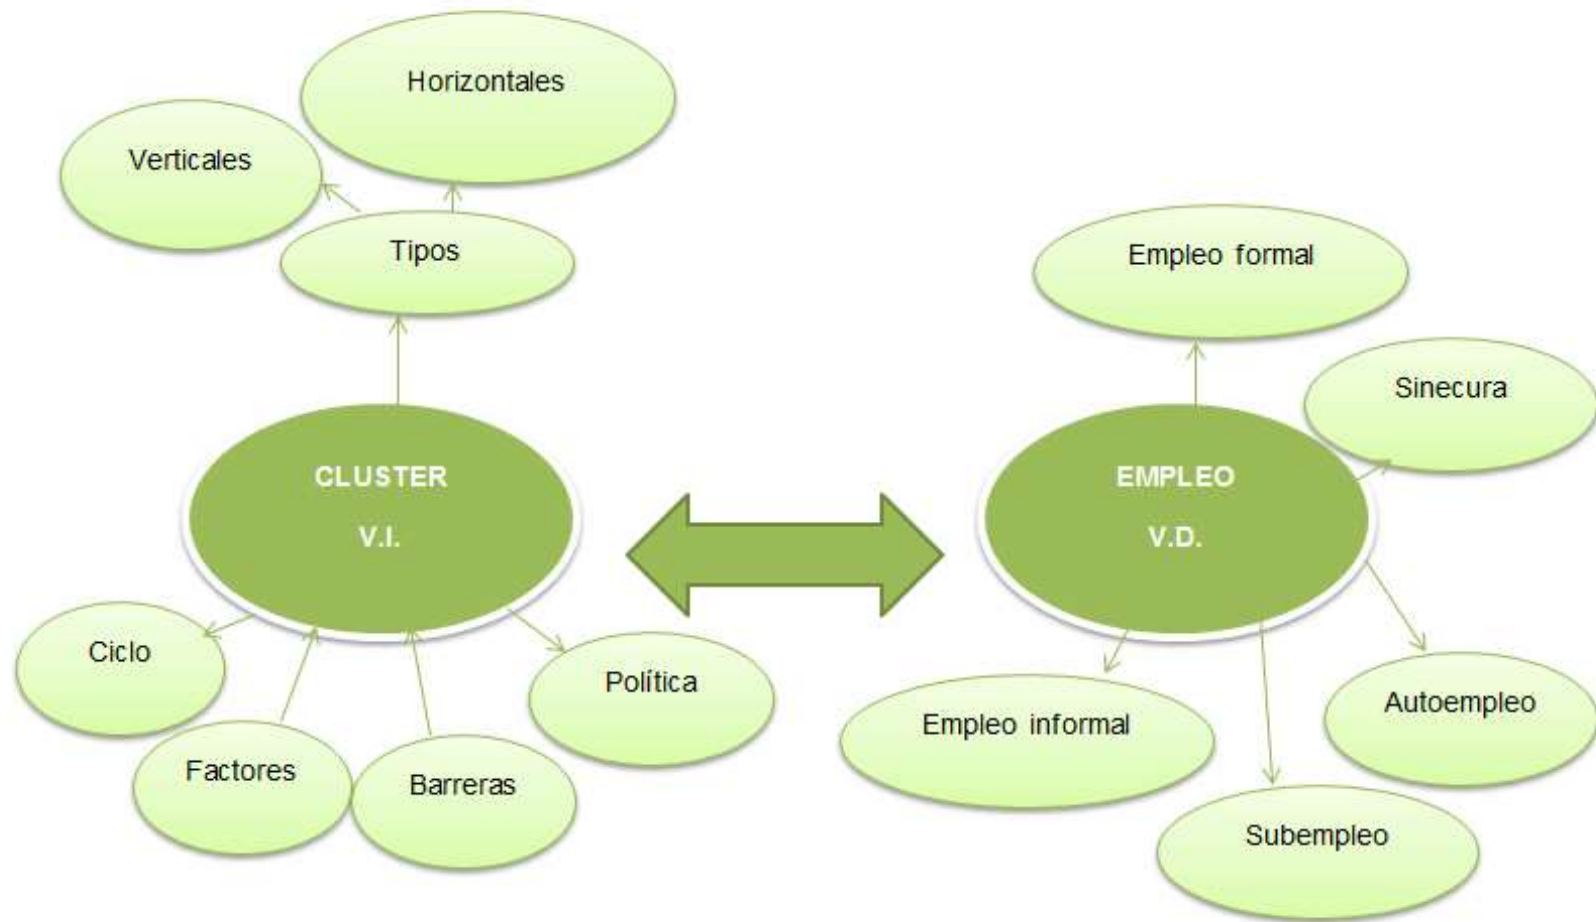 Horizontales
Verticales
Tipos
CLUSTER
V.I.
Ciclo
Factores
Barreras
Política
Empleo formal
Sinecura
EMPLEO
V.D.
Empleo informal
Autoempleo
Subempleo